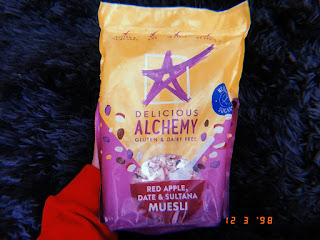 DELICIOUS
ALCHEMY
GLUTEN & DAIRY FREE
RED APPLE,
DATE & SULTANA
MUESLI
12 3 '98